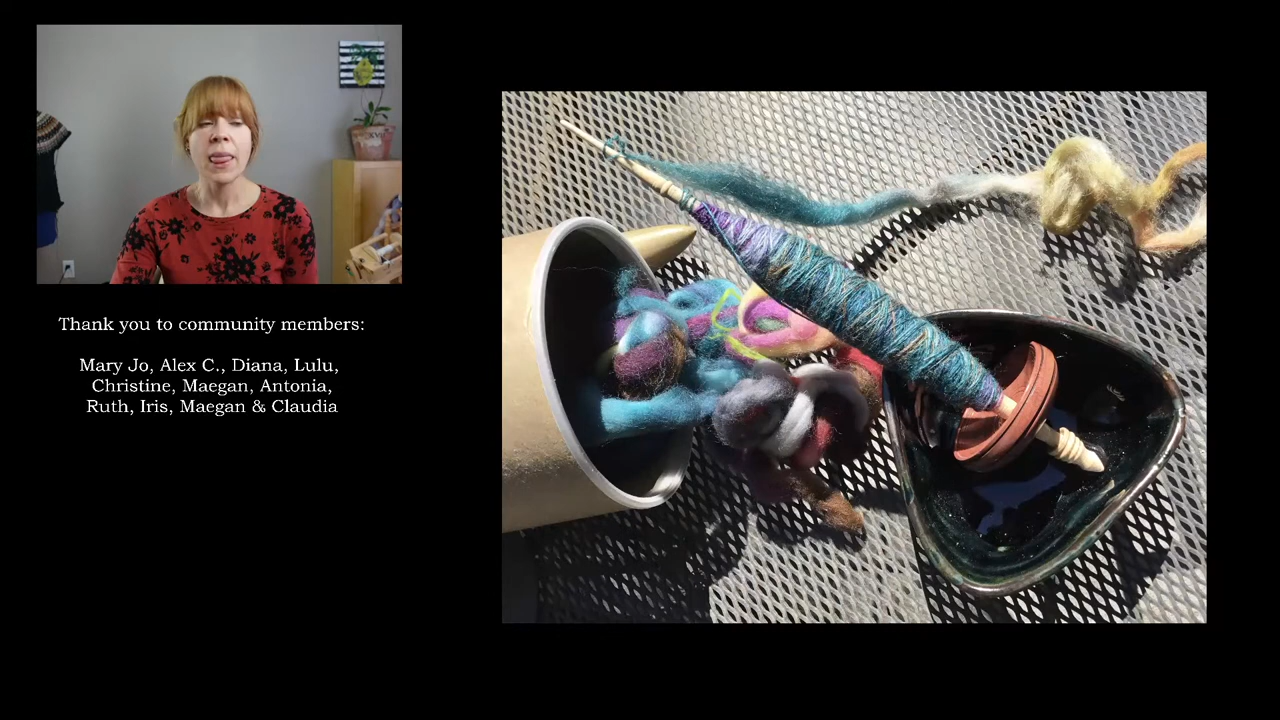 Thank you to community members:
Mary Jo, Alex C., Diana, Lulu,
Christine, Maegan, Antonia,
Ruth, Iris, Maegan & Claudia